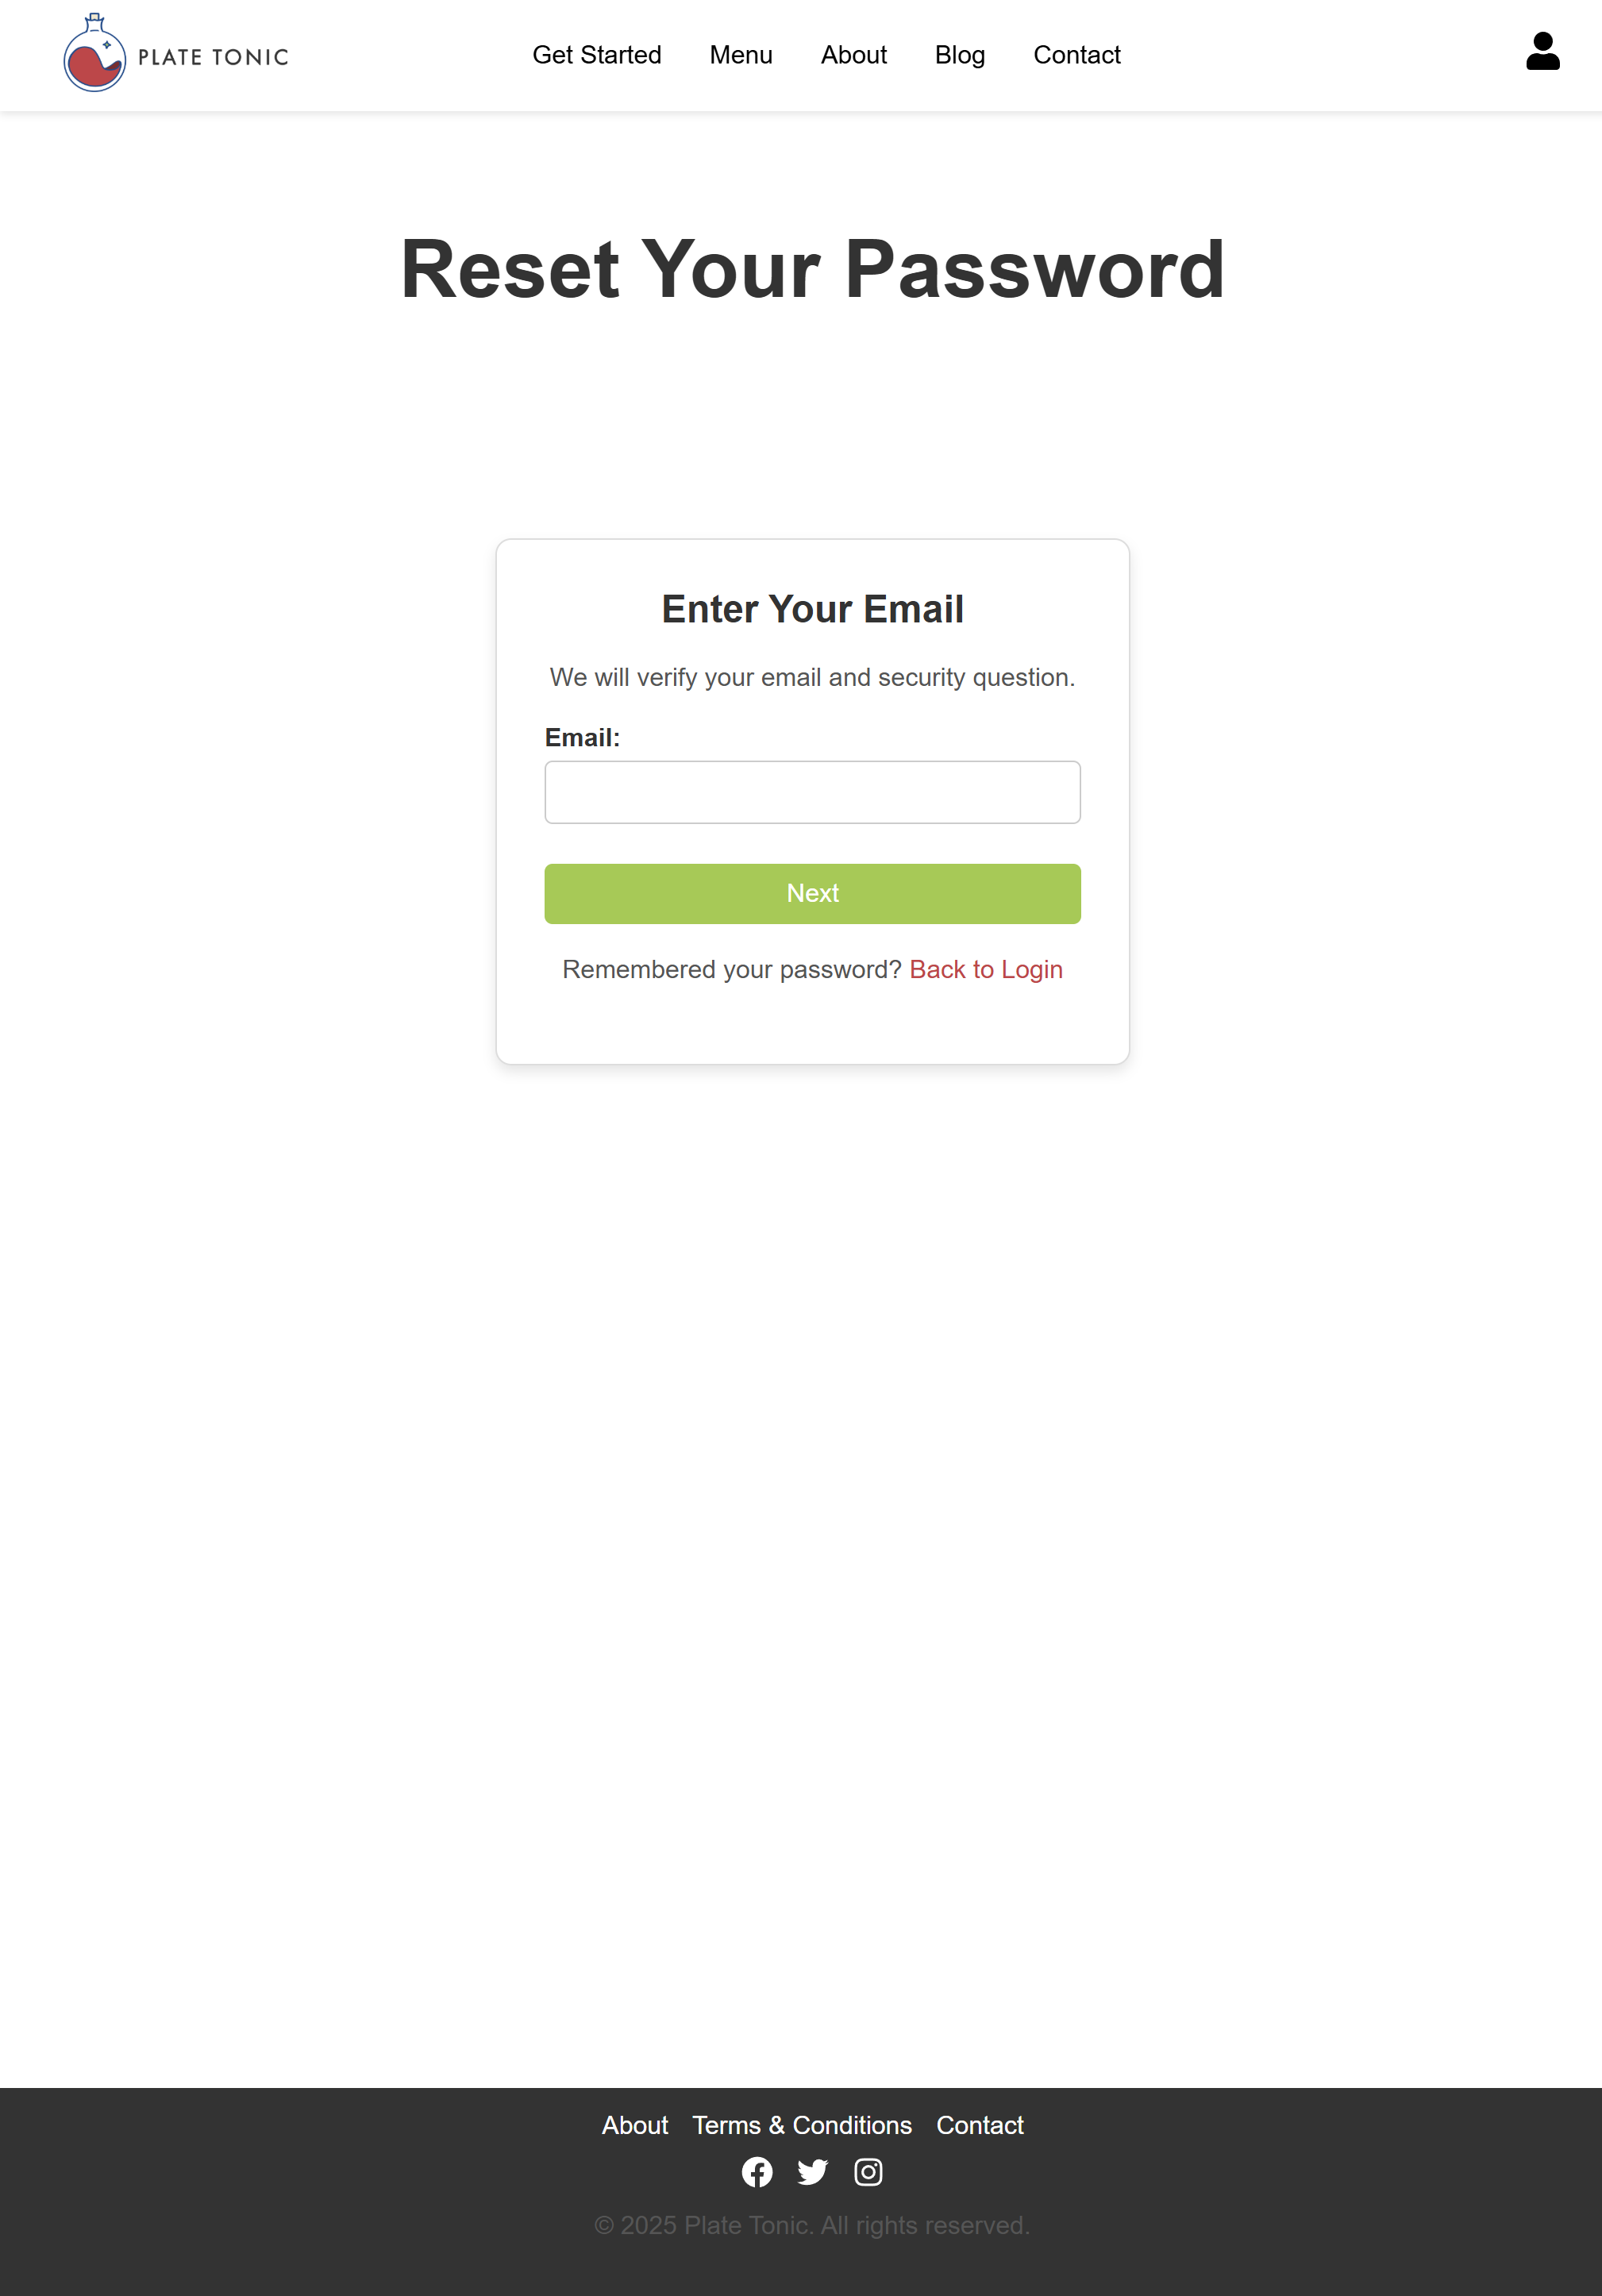 PLATE TONIC
Get Started Menu About Blog Contact
Reset Your Password
Enter Your Email
We will verify your email and security question.
Email:
Next
Remembered your password? Back to Login
About Terms & Conditions Contact
© 2025 Plate Tonic. All rights reserved.